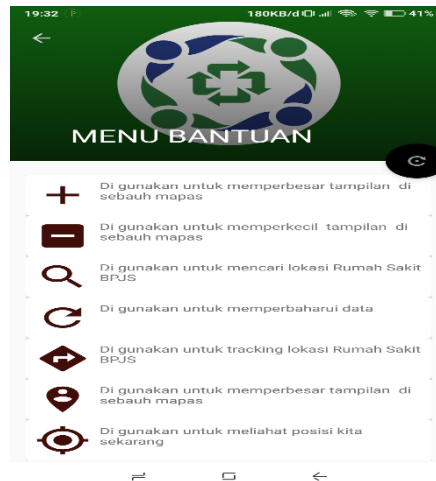 19:32 180KB/d 41%
MENU BANTUAN
Di gunakan untuk memperbesar tampilan di
sebauh mapas
Di gunakan untuk memperkecil tampilan di
sebauh mapas
Di gunakan untuk mencari lokasi Rumah Sakit
BPJS
Di gunakan untuk memperbaharui data
Di gunakan untuk tracking lokasi Rumah Sakit
BPJS
Di gunakan untuk memperbesar tampilan di
sebauh mapas
Di gunakan untuk meliahat posisi kita
sekarang